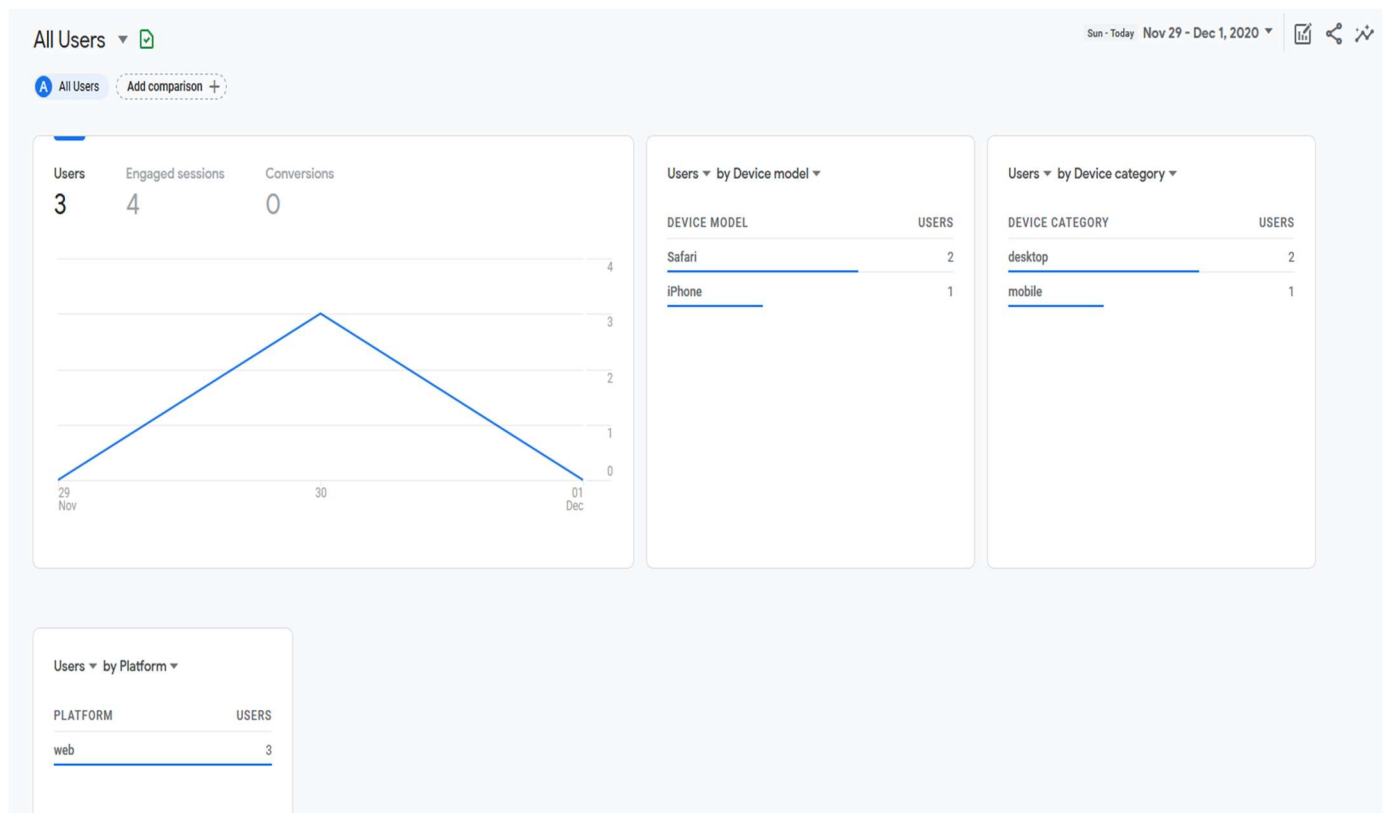 All Users
Sun - Today Nov 29 - Dec 1, 2020
A All Users Add comparison +
Users Engaged sessions Conversions
3 4 0
4
3
2
1
0
29 30 01
Nov Dec
Users by Device model
DEVICE MODEL USERS
Safari 2
iPhone 1
Users by Device category
DEVICE CATEGORY USERS
desktop 2
mobile 1
Users by Platform
PLATFORM USERS
web 3